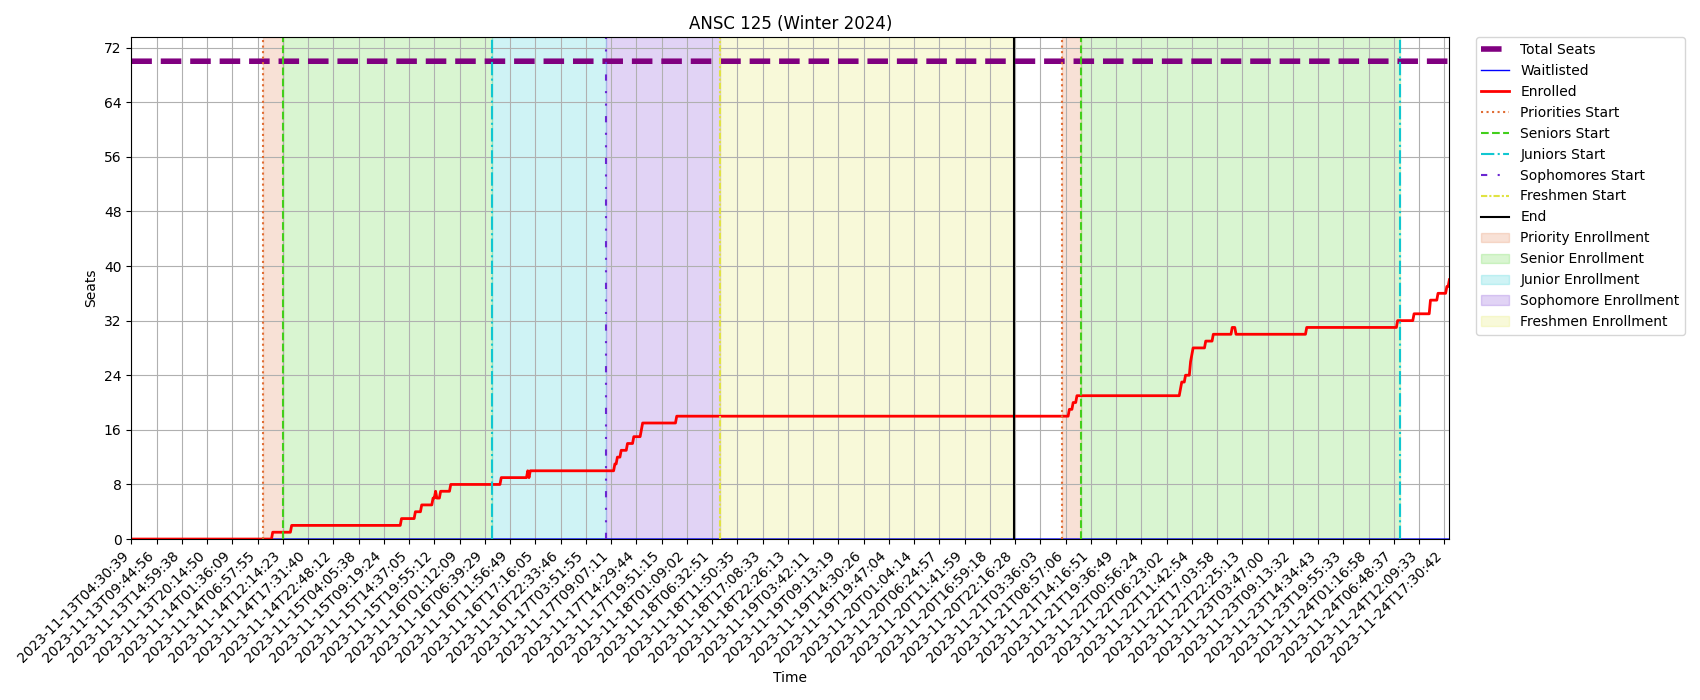 ANSC 125 (Winter 2024)
72
64
56
48
40
32
24
16
8
0
Seats
2023-11-13T04:30:39
2023-11-13T09:44:56
2023-11-13T14:59:38
2023-11-13T20:14:50
2023-11-14T01:36:09
2023-11-14T06:57:55
2023-11-14T12:14:23
2023-11-14T17:31:40
2023-11-14T22:48:12
2023-11-15T04:05:38
2023-11-15T09:19:24
2023-11-15T14:37:05
2023-11-15T19:55:12
2023-11-16T01:12:09
2023-11-16T06:39:29
2023-11-16T11:56:49
2023-11-16T17:16:05
2023-11-16T22:33:46
2023-11-17T03:51:55
2023-11-17T09:07:11
2023-11-17T14:29:44
2023-11-17T19:51:15
2023-11-18T01:09:02
2023-11-18T06:32:51
2023-11-18T11:50:35
2023-11-18T17:08:33
2023-11-18T22:26:13
2023-11-19T03:42:11
2023-11-19T09:13:19
2023-11-19T14:30:26
2023-11-19T19:47:04
2023-11-20T01:04:14
2023-11-20T06:24:57
2023-11-20T11:41:59
2023-11-20T16:59:18
2023-11-20T22:16:28
2023-11-21T03:36:03
2023-11-21T08:57:06
2023-11-21T14:16:51
2023-11-21T19:36:49
2023-11-22T00:56:24
2023-11-22T06:23:02
2023-11-22T11:42:54
2023-11-22T17:03:58
2023-11-22T22:25:13
2023-11-23T03:47:00
2023-11-23T09:13:32
2023-11-23T14:34:43
2023-11-23T19:55:33
2023-11-24T01:16:58
2023-11-24T06:48:37
2023-11-24T12:09:33
2023-11-24T17:30:42
Time
Total Seats
Waitlisted
Enrolled
Priorities Start
Seniors Start
Juniors Start
Sophomores Start
Freshmen Start
End
Priority Enrollment
Senior Enrollment
Junior Enrollment
Sophomore Enrollment
Freshmen Enrollment